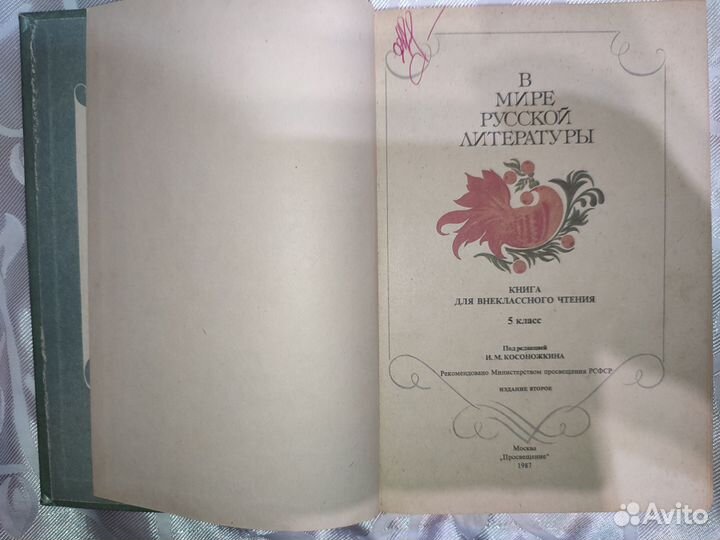 В
МИРЕ
РУССКОЙ
ЛИТЕРАТУРЫ
КНИГА
ДЛЯ ВНЕКЛАССНОГО ЧТЕНИЯ
5 класс
Под редакцией
И. М. КОСОНОЖКИНА
Рекомендовано Министерством просвещения РСФСР
ИЗДАНИЕ ВТОРОЕ
Москва
„Просвещение"
1987
Avito